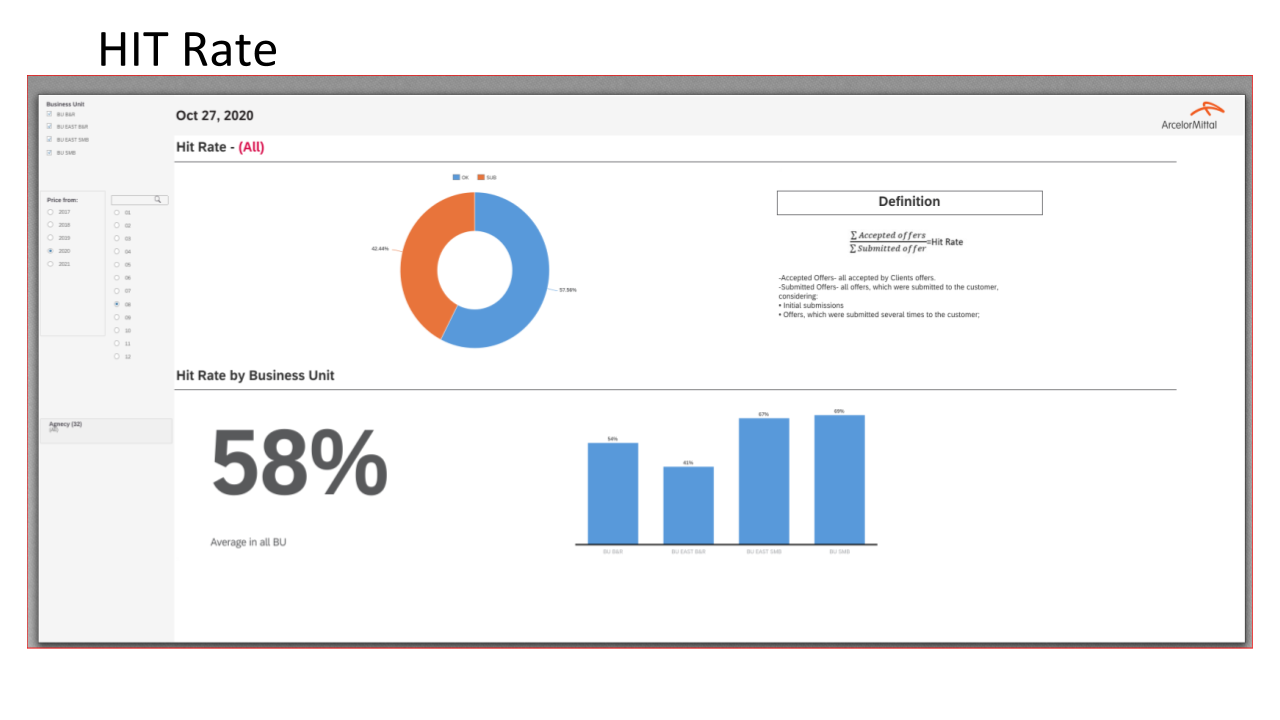 HIT Rate
Business Unit
BU B&R
BU EAST B&R
BU EAST SMB
BU SMB
Oct 27, 2020
ArcelorMittal
Hit Rate - (All)
Price from:
2017
2018
2019
2020
2021
01
02
03
04
05
06
07
08
09
10
11
12
OK SUB
42,44%
57,56%
Definition
∑ Accepted offers
∑ Submitted offer
=Hit Rate
-Accepted Offers- all accepted by Clients offers.
-Submitted Offers- all offers, which were submitted to the customer,
considering:
• Initial submissions
• Offers, which were submitted several times to the customer;
Hit Rate by Business Unit
Agnecy (32)
(All)
58%
Average in all BU
54%
41%
67%
69%
BU B&R
BU EAST B&R
BU EAST SMB
BU SMB